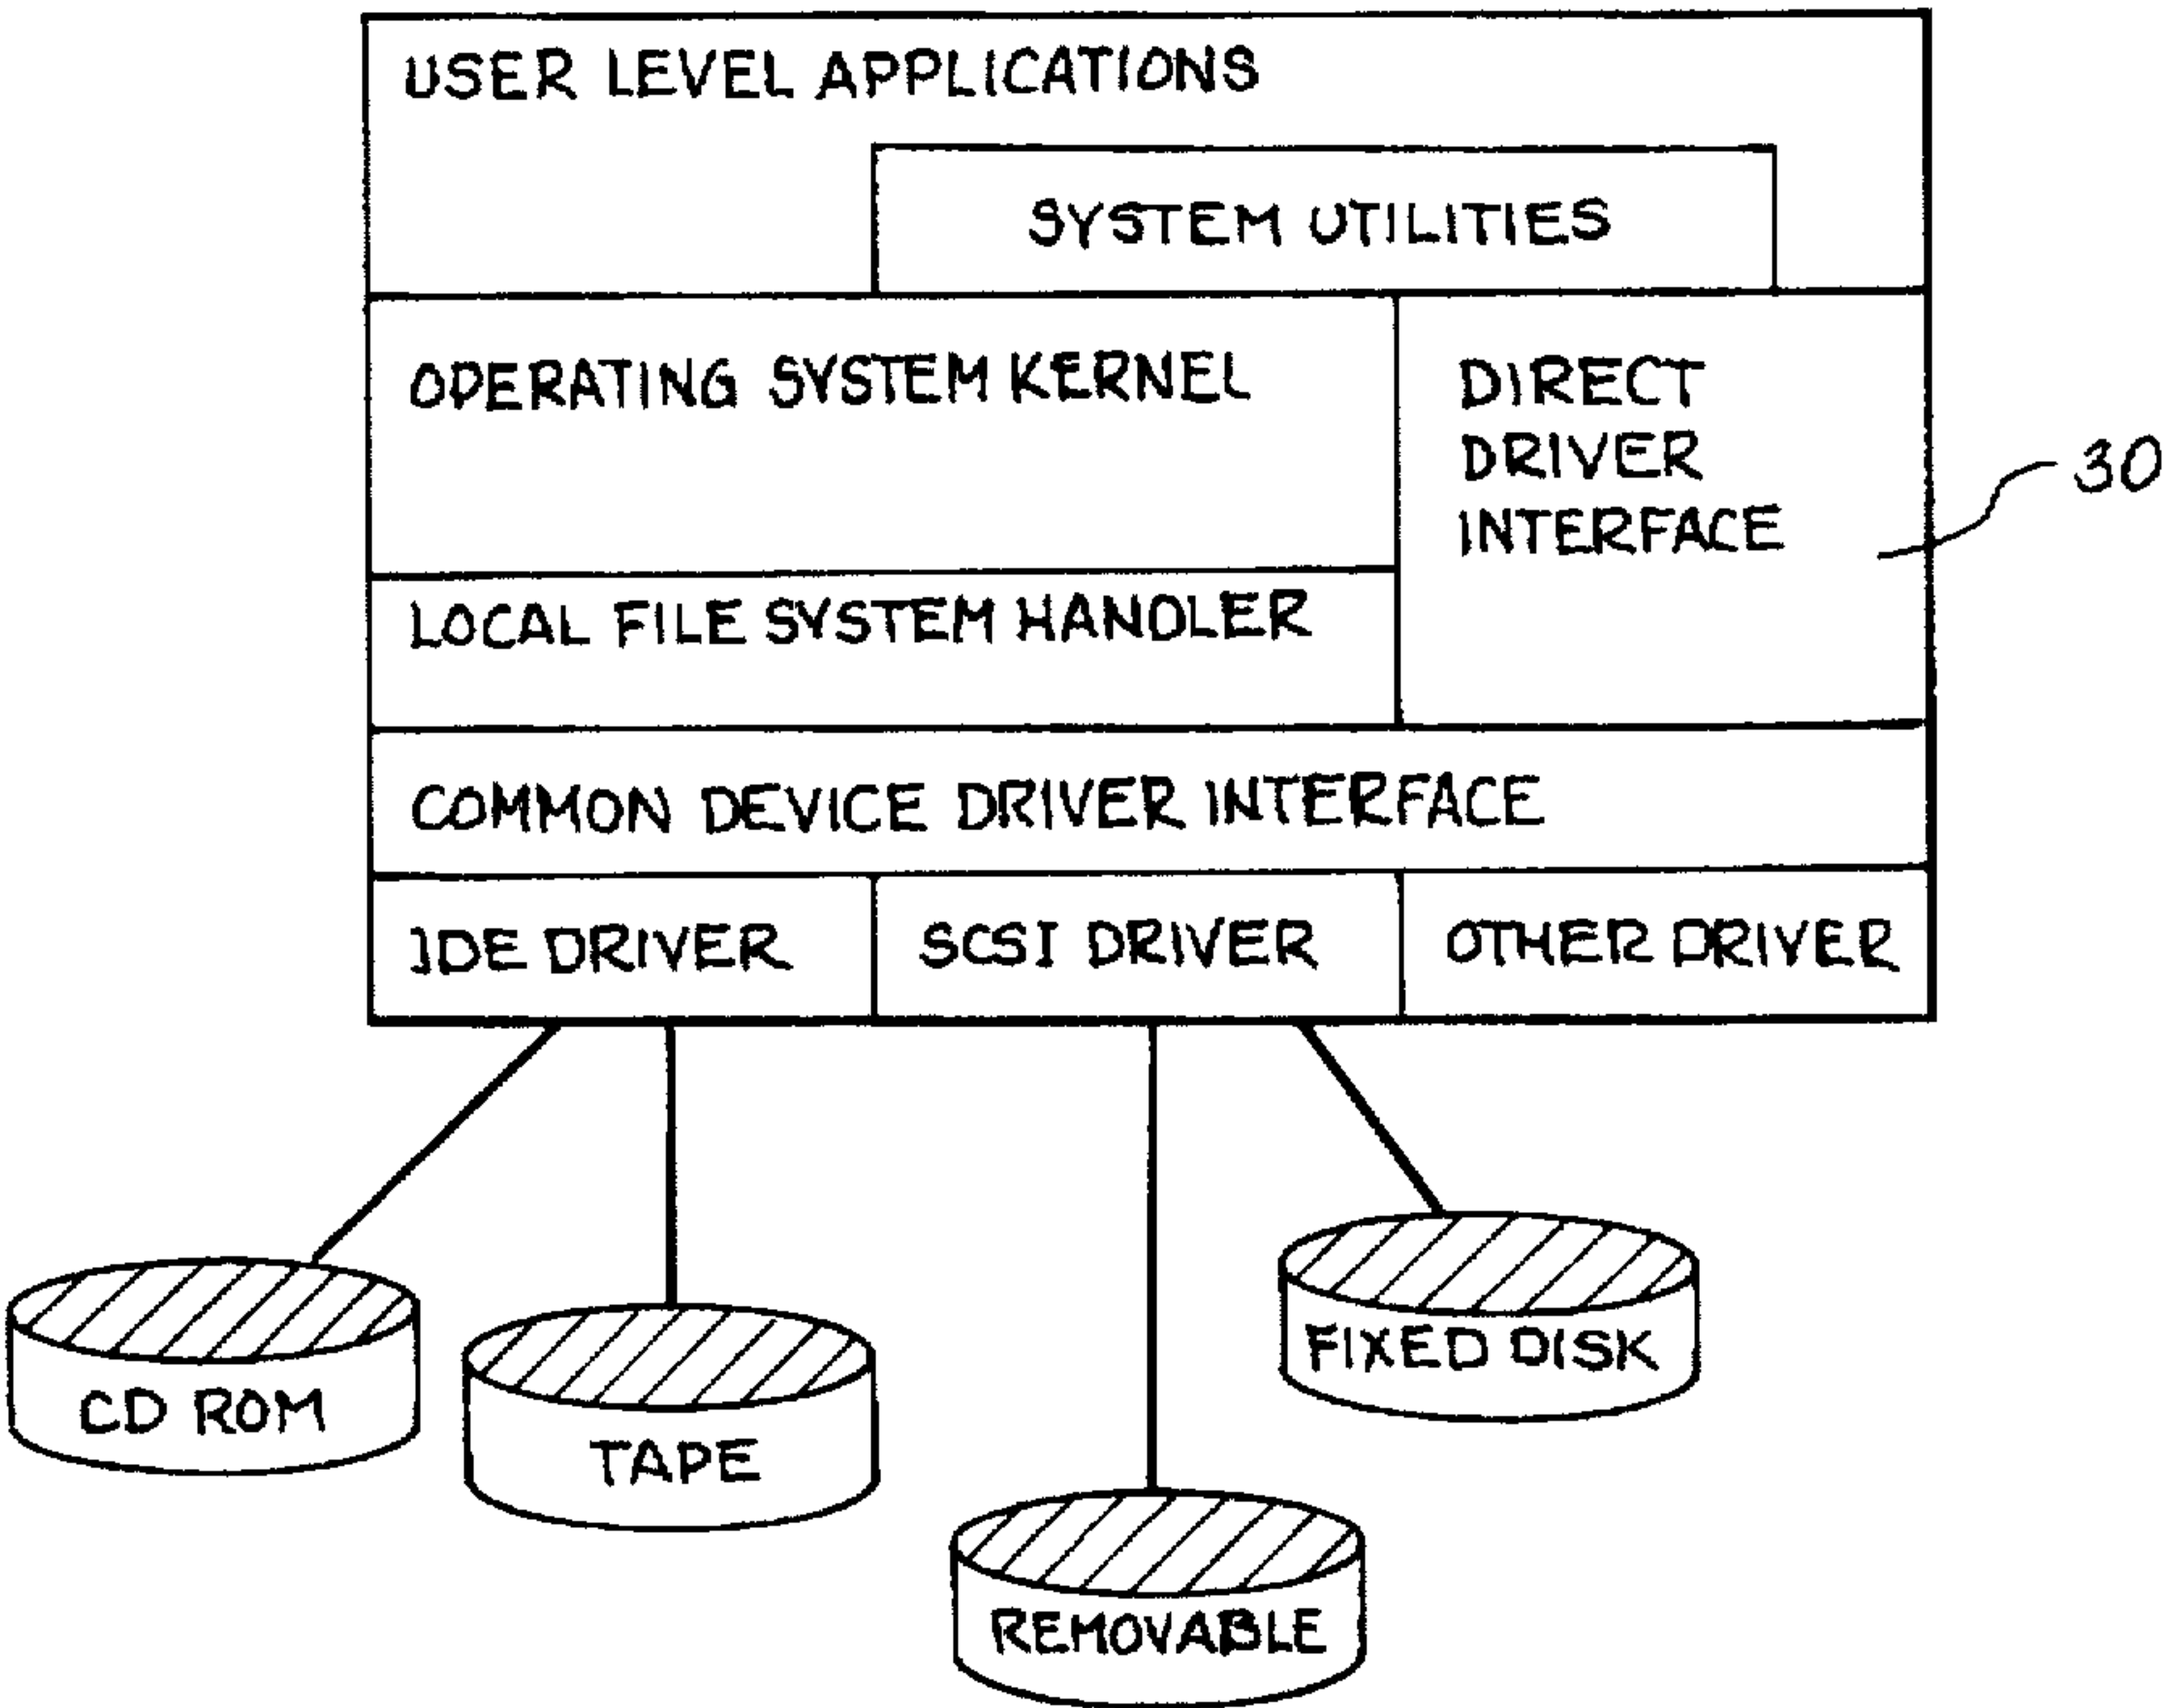 USER LEVEL APPLICATIONS
SYSTEM UTILITIES
OPERATING SYSTEM KERNEL
DIRECT
DRIVER
INTERFACE
30
LOCAL FILE SYSTEM HANDLER
COMMON DEVICE DRIVER INTERFACE
IDE DRIVER
SCSI DRIVER
OTHER DRIVER
FIXED DISK
CD ROM
TAPE
REMOVABLE